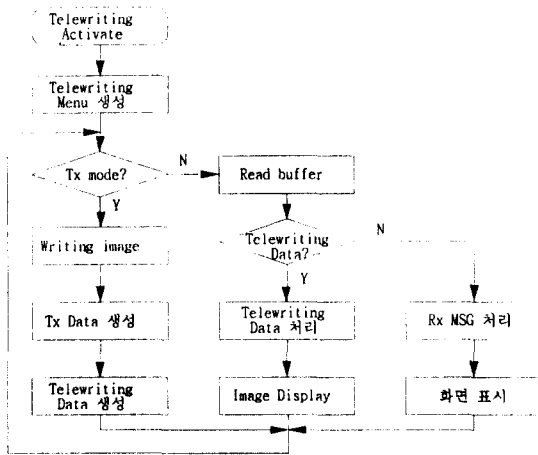 Telewriting
Activate
Telewriting
Menu 생성
Tx mode?
N
Read buffer
Y
Writing image
Telewriting
Data?
N
Y
Tx Data 생성
Telewriting
Data 처리
Rx MSG 처리
Telewriting
Data 생성
Image Display
화면 표시